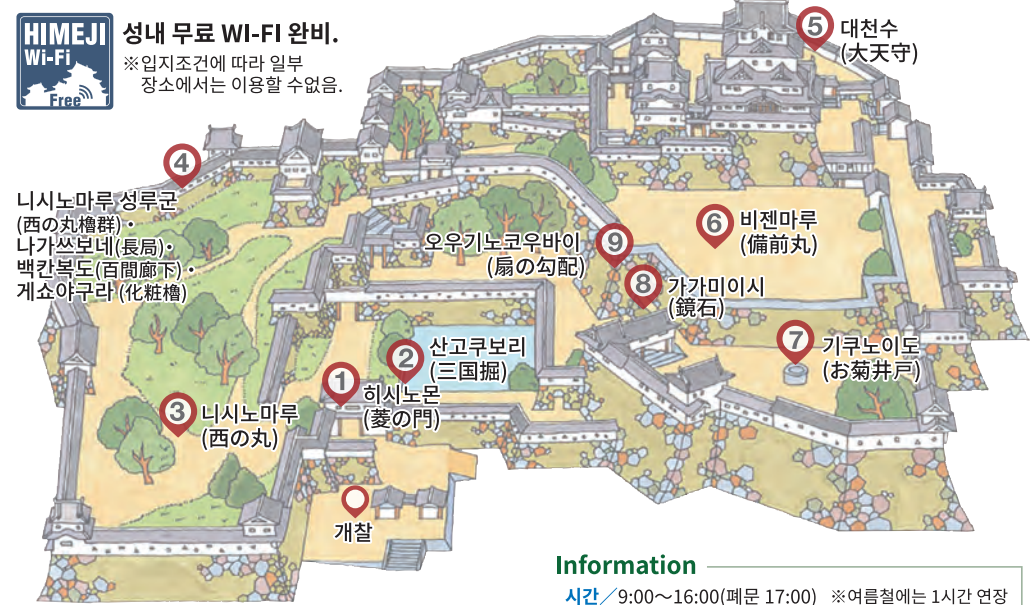 HIMEJI
Wi-Fi
Free
성내 무료 WI-FI 완비.
※입지조건에 따라 일부
장소에서는 이용할 수없음.
5
대천수
(大天守)
4
니시노마루 성루군
(西の丸櫓群)・
나가쓰보네(長局)・
백칸복도(百間廊下)・
게쇼야구라 (化粧櫓)
6
비젠마루
(備前丸)
9
오우기노코우바이
(扇の勾配)
8
가가미이시
(鏡石)
7
기쿠노이도
(お菊井戸)
2
산고쿠보리
(三国掘)
1
히시노몬
(菱の門)
3
니시노마루
(西の丸)
개찰
Information
시간／9:00～16:00(폐문 17:00) ※여름철에는 1시간 연장